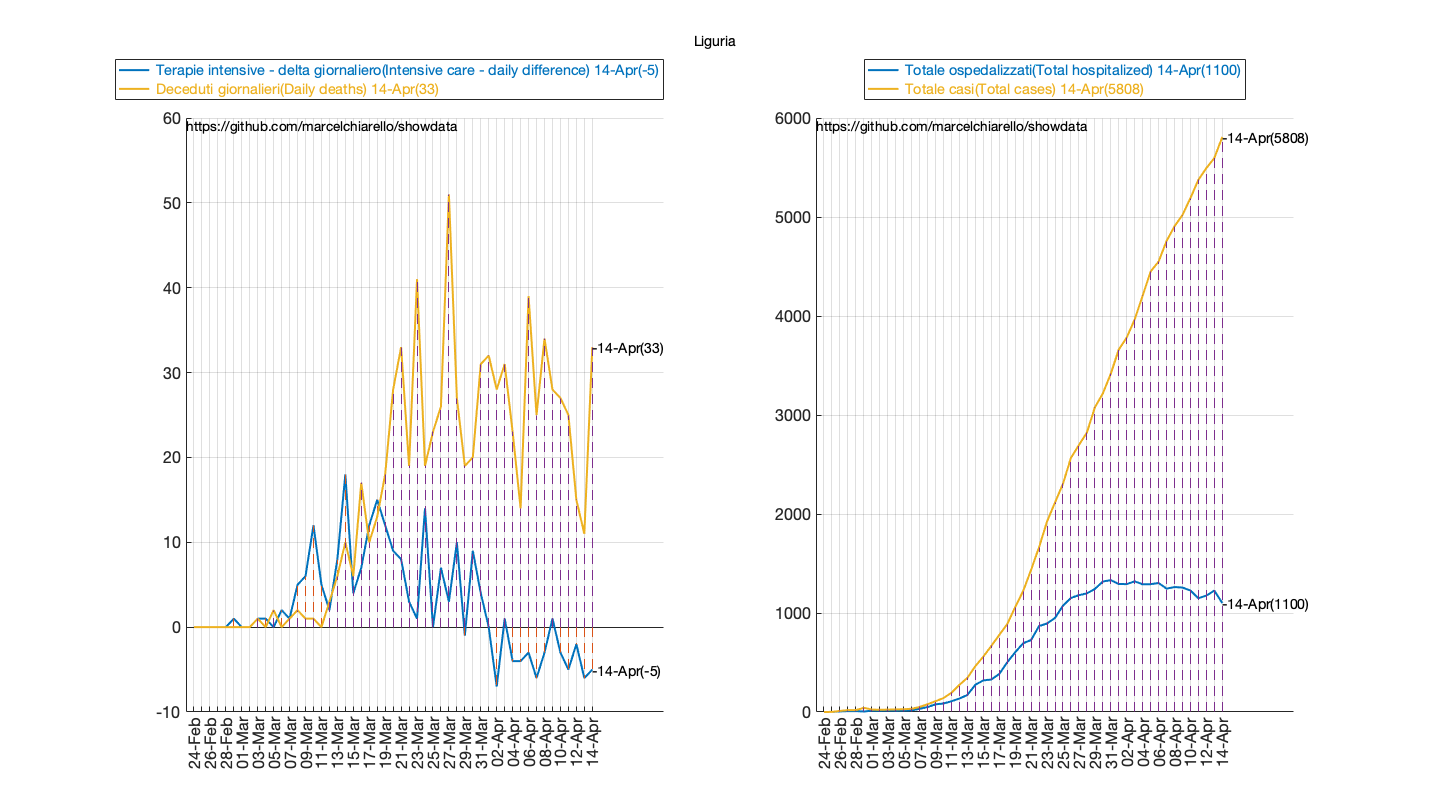 Liguria
Terapie intensive - delta giornaliero(Intensive care - daily difference) 14-Apr(-5)
Deceduti giornalieri(Daily deaths) 14-Apr(33)
https://github.com/marcelchiarello/showdata
60
50
40
30
20
10
0
-10
14-Apr(33)
14-Apr(-5)
24-Feb
26-Feb
28-Feb
01-Mar
03-Mar
05-Mar
07-Mar
09-Mar
11-Mar
13-Mar
15-Mar
17-Mar
19-Mar
21-Mar
23-Mar
25-Mar
27-Mar
29-Mar
31-Mar
02-Apr
04-Apr
06-Apr
08-Apr
10-Apr
12-Apr
14-Apr
Totale ospedalizzati(Total hospitalized) 14-Apr(1100)
Totale casi(Total cases) 14-Apr(5808)
https://github.com/marcelchiarello/showdata
6000
5000
4000
3000
2000
1000
0
14-Apr(5808)
14-Apr(1100)
24-Feb
26-Feb
28-Feb
01-Mar
03-Mar
05-Mar
07-Mar
09-Mar
11-Mar
13-Mar
15-Mar
17-Mar
19-Mar
21-Mar
23-Mar
25-Mar
27-Mar
29-Mar
31-Mar
02-Apr
04-Apr
06-Apr
08-Apr
10-Apr
12-Apr
14-Apr